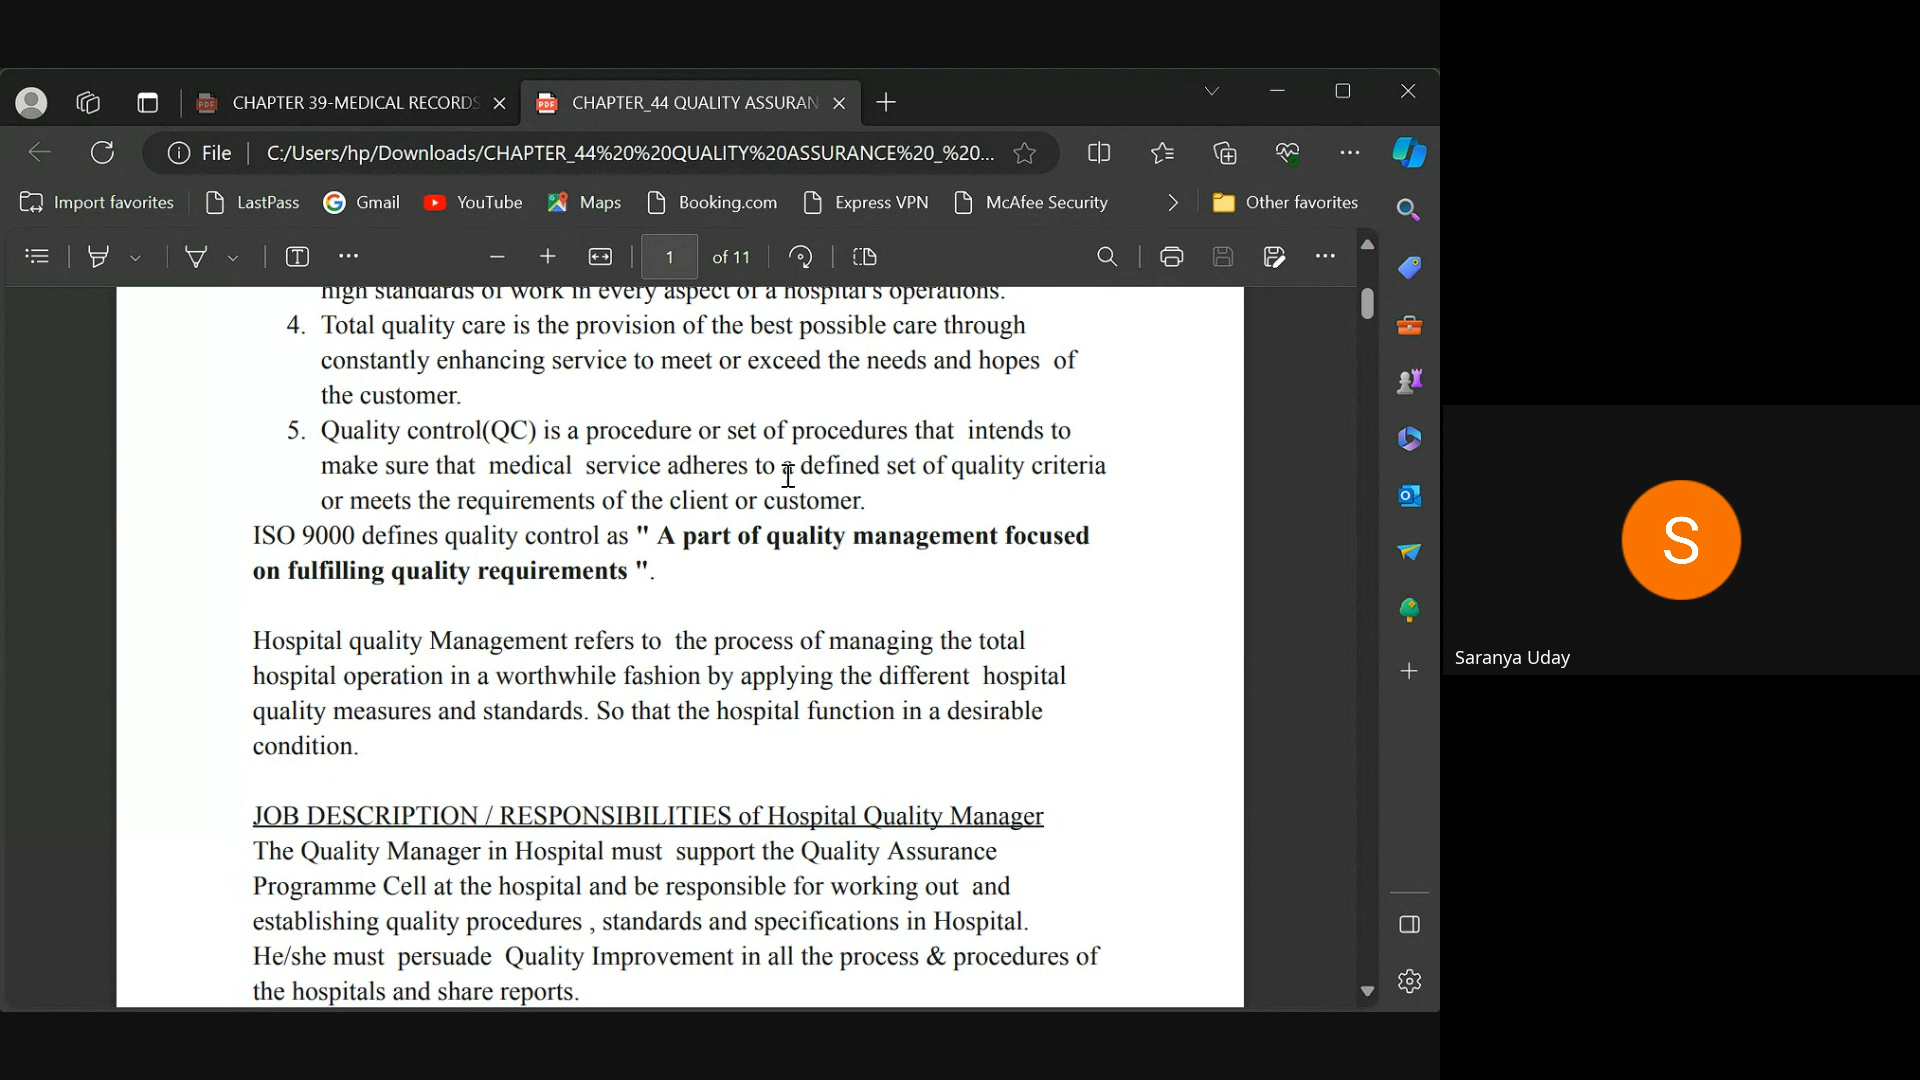 CHAPTER 39-MEDICAL RECORDS
CHAPTER_44 QUALITY ASSURAN
File
C:/Users/hp/Downloads/CHAPTER_44%20%20QUALITY%20ASSURANCE%20_%20...
Import favorites
LastPass
Gmail
YouTube
Maps
Booking.com
Express VPN
McAfee Security
Other favorites
1 of 11
high standards of work in every aspect of a hospital's operations.
4. Total quality care is the provision of the best possible care through
constantly enhancing service to meet or exceed the needs and hopes of
the customer.
5. Quality control(QC) is a procedure or set of procedures that intends to
make sure that medical service adheres to a defined set of quality criteria
or meets the requirements of the client or customer.
ISO 9000 defines quality control as " A part of quality management focused
on fulfilling quality requirements ".
Hospital quality Management refers to the process of managing the total
hospital operation in a worthwhile fashion by applying the different hospital
quality measures and standards. So that the hospital function in a desirable
condition.
JOB DESCRIPTION / RESPONSIBILITIES of Hospital Quality Manager
The Quality Manager in Hospital must support the Quality Assurance
Programme Cell at the hospital and be responsible for working out and
establishing quality procedures , standards and specifications in Hospital.
He/she must persuade Quality Improvement in all the process & procedures of
the hospitals and share reports.
S
Saranya Uday